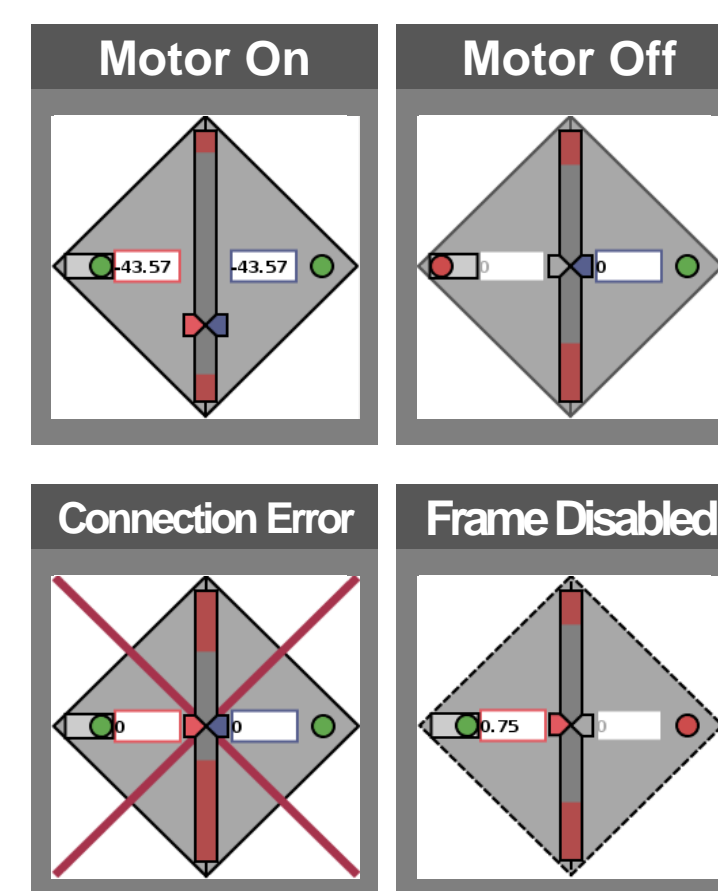 Motor On
Motor Off
-43.57
-43.57
0
0
Connection Error
Frame Disabled
0
0
0.75
0